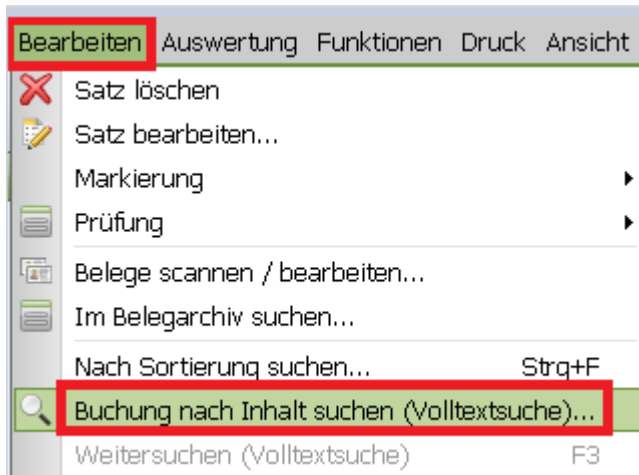 Bearbeiten Auswertung Funktionen Druck Ansicht
Satz löschen
Satz bearbeiten...
Markierung
Prüfung
Belege scannen / bearbeiten...
Im Belegarchiv suchen...
Nach Sortierung suchen... Strg+F
Buchung nach Inhalt suchen (Volltextsuche)...
Weitersuchen (Volltextsuche) F3